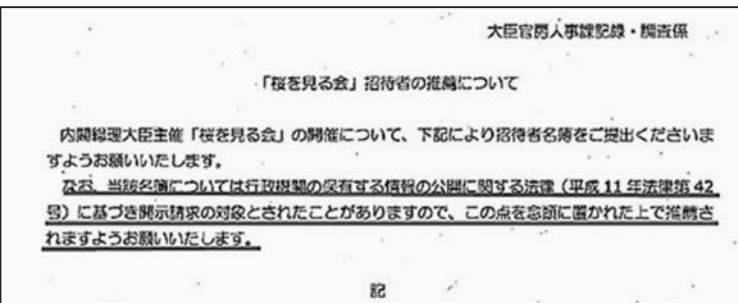 大臣官房人事課記録・調査係
「桜を見る会」招待者の推薦について
内閣総理大臣主催「桜を見る会」の開催について、下記により招待者名簿をご提出くださいま
すようお願いいたします。
なお、当該名簿については行政機関の保有する情報の公開に関する法律（平成 11 年法律第 42
号）に基づき開示請求の対象とされたことがありますので、この点を念頭に置かれた上で推薦さ
れますようお願いいたします。
記